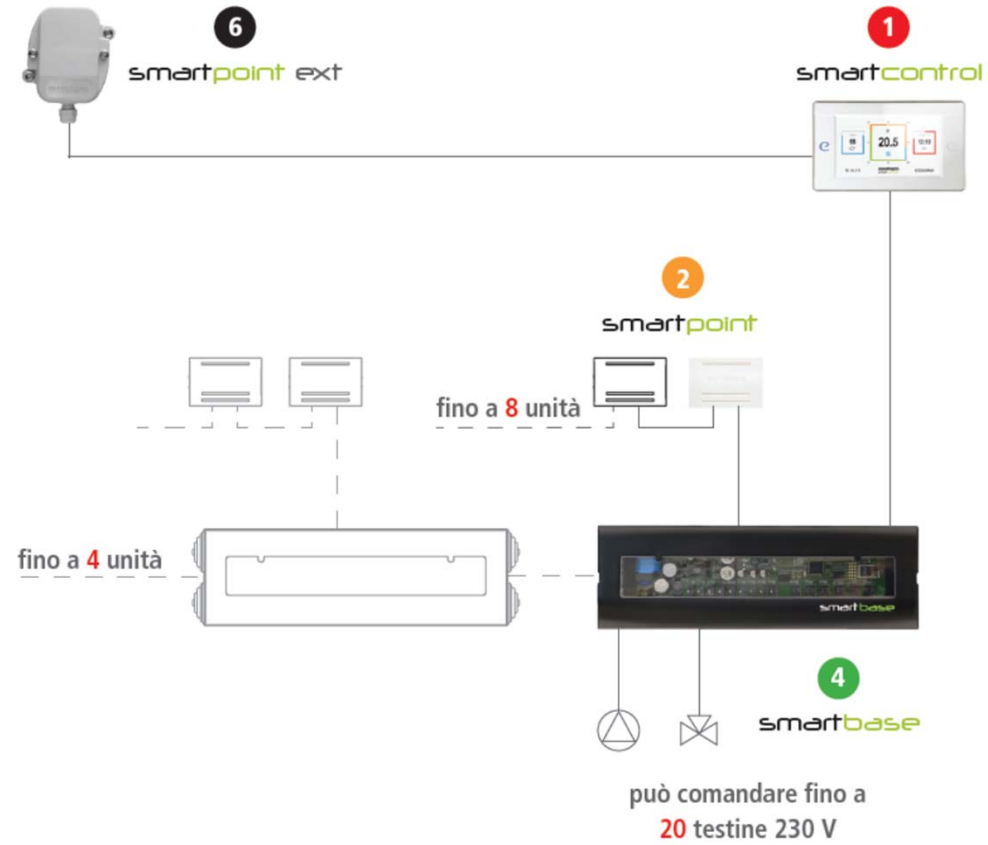 6
smartpoint ext
1
smartcontrol
e
20.5
2
smartpoint
fino a 8 unità
fino a 4 unità
smartbase
4
smartbase
può comandare fino a
20 testine 230 V